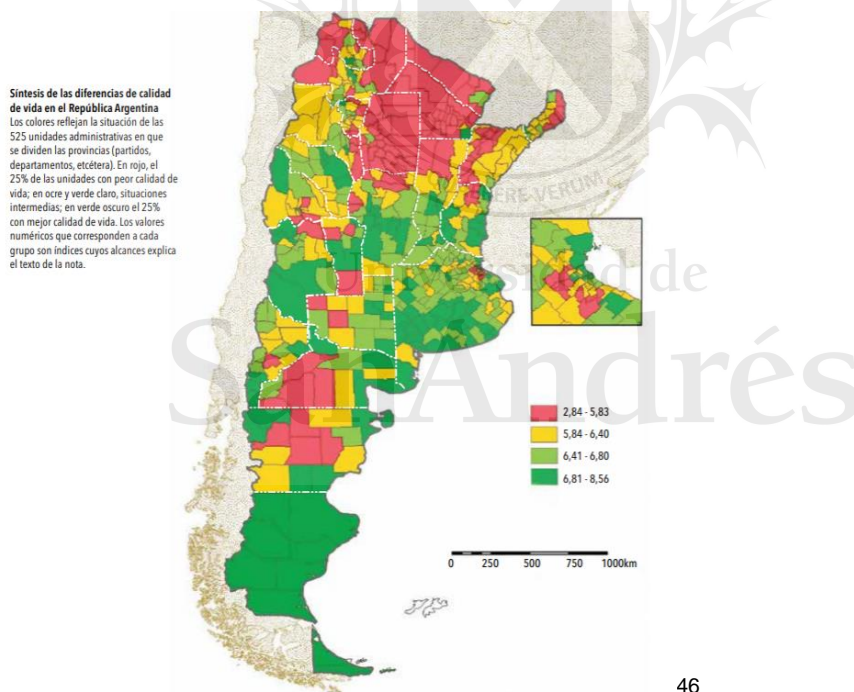 Síntesis de las diferencias de calidad
de vida en el República Argentina
Los colores reflejan la situación de las
525 unidades administrativas en que
se dividen las provincias (partidos,
departamentos, etcétera). En rojo, el
25% de las unidades con peor calidad de
vida; en ocre y verde claro, situaciones
intermedias; en verde oscuro el 25%
con mejor calidad de vida. Los valores
numéricos que corresponden a cada
grupo son índices cuyos alcances explica
el texto de la nota.
ERE VERUM
Universidad de
SanAndrés
2,84 - 5,83
5,84 - 6,40
6,41 - 6,80
6,81 - 8,56
0 250 500 750 1000km
46